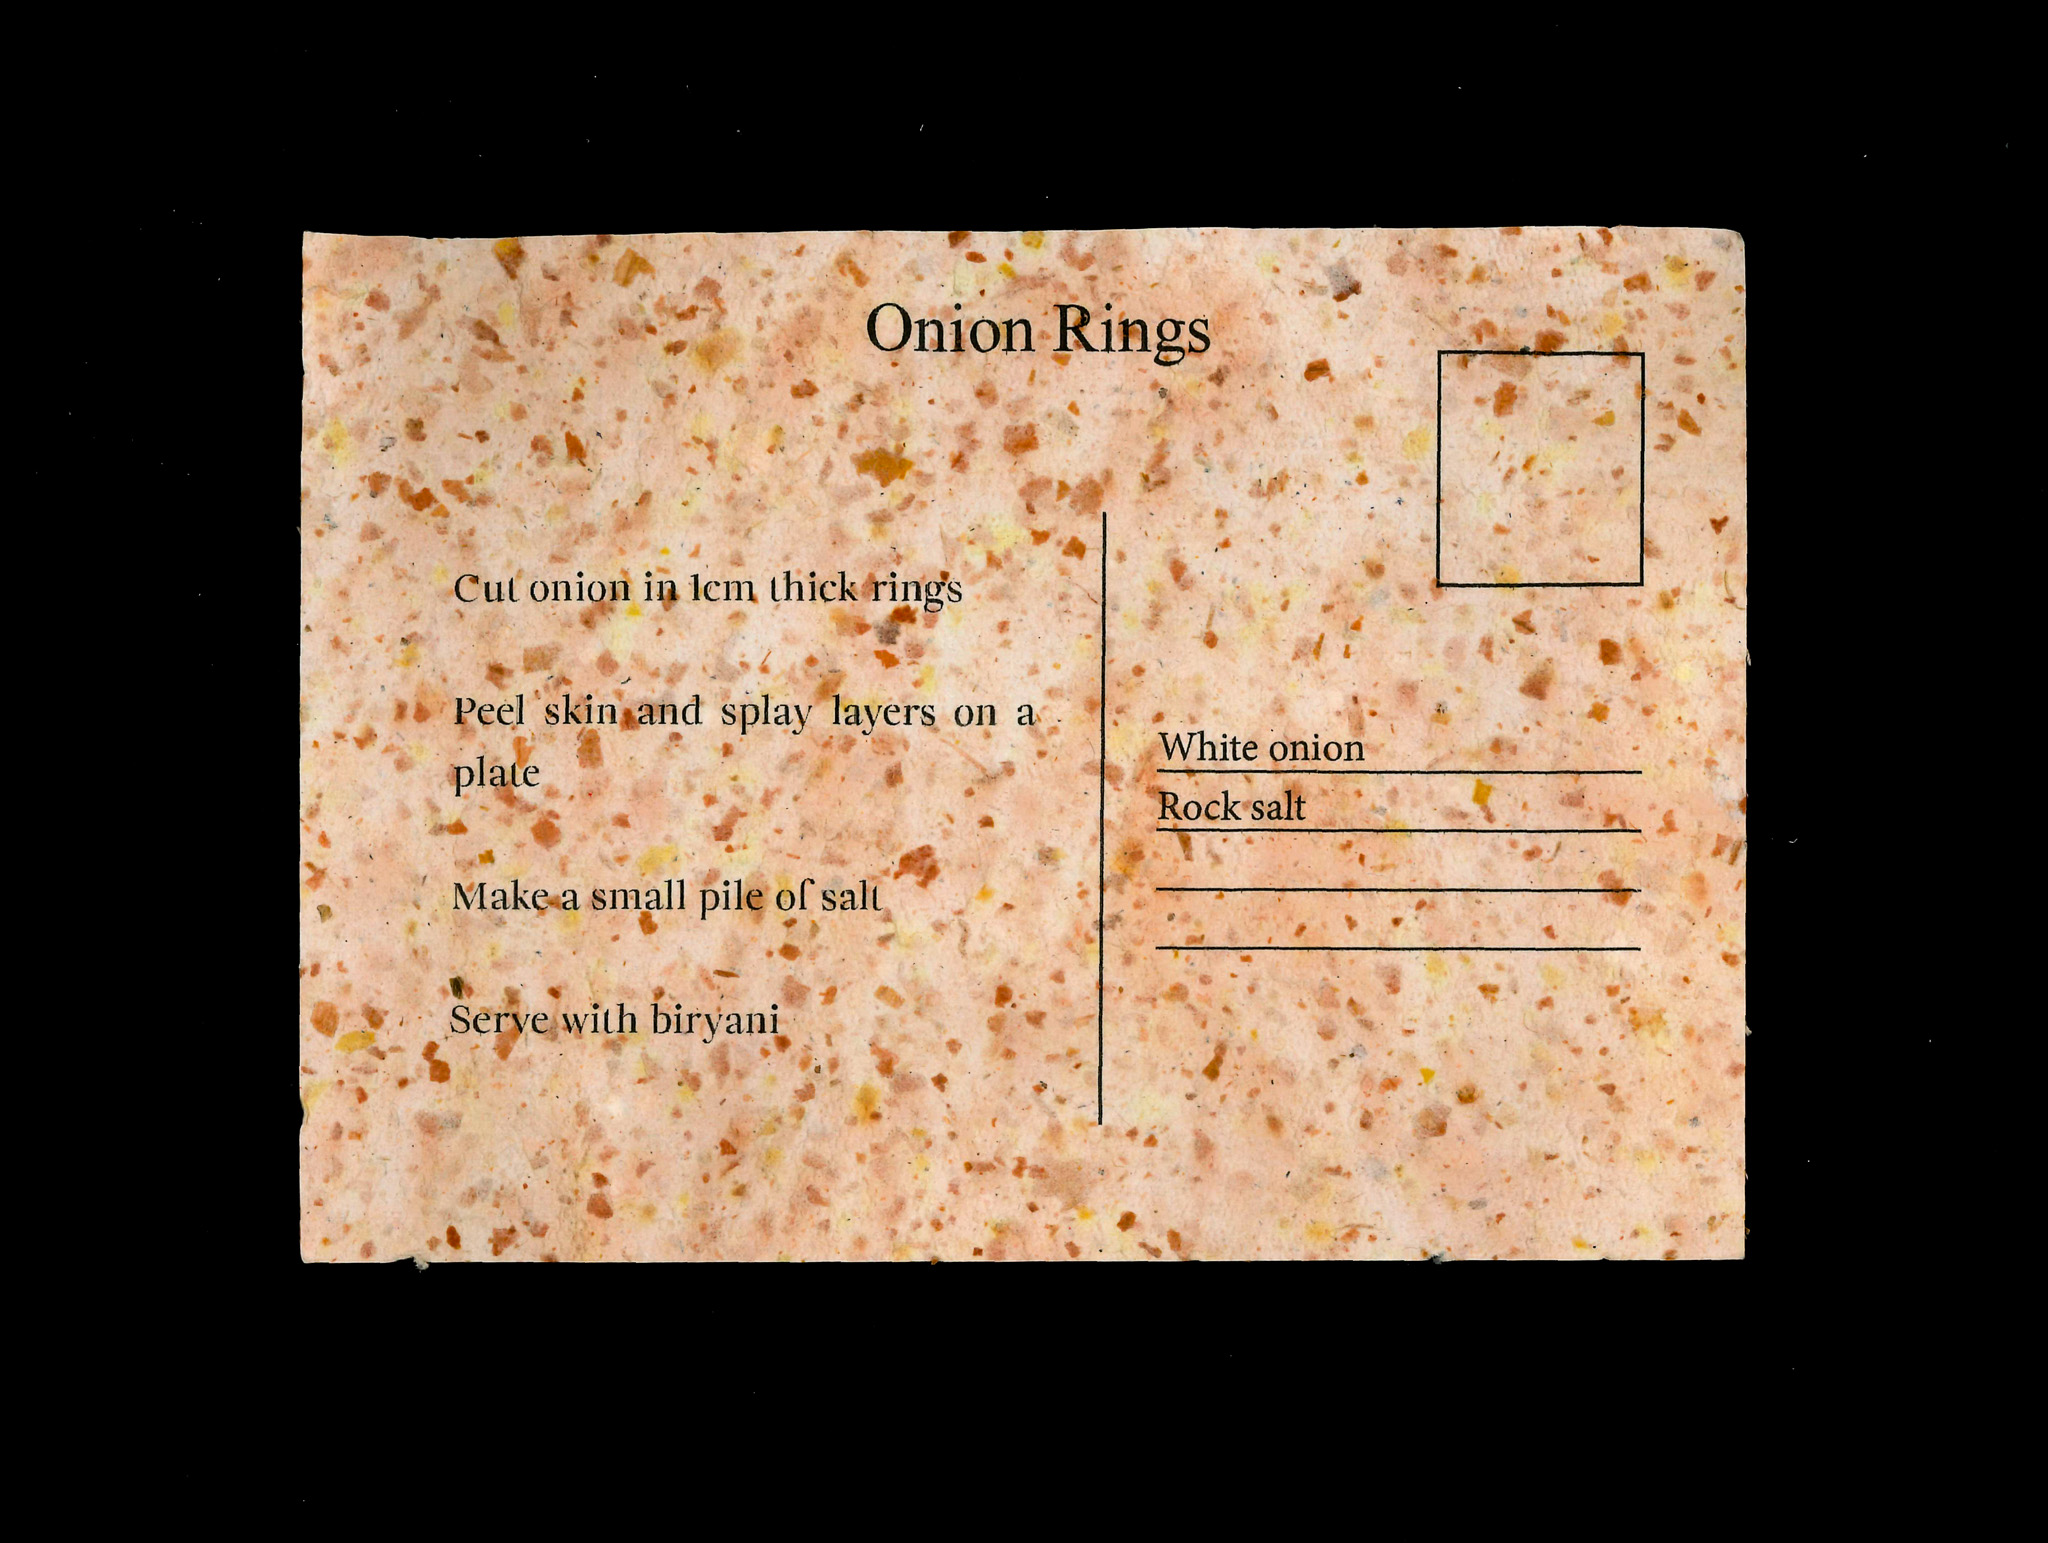 Onion Rings
Cut onion in 1cm thick rings
Peel skin and splay layers on a
plate
Make a small pile of salt
Serve with biryani
White onion
Rock salt